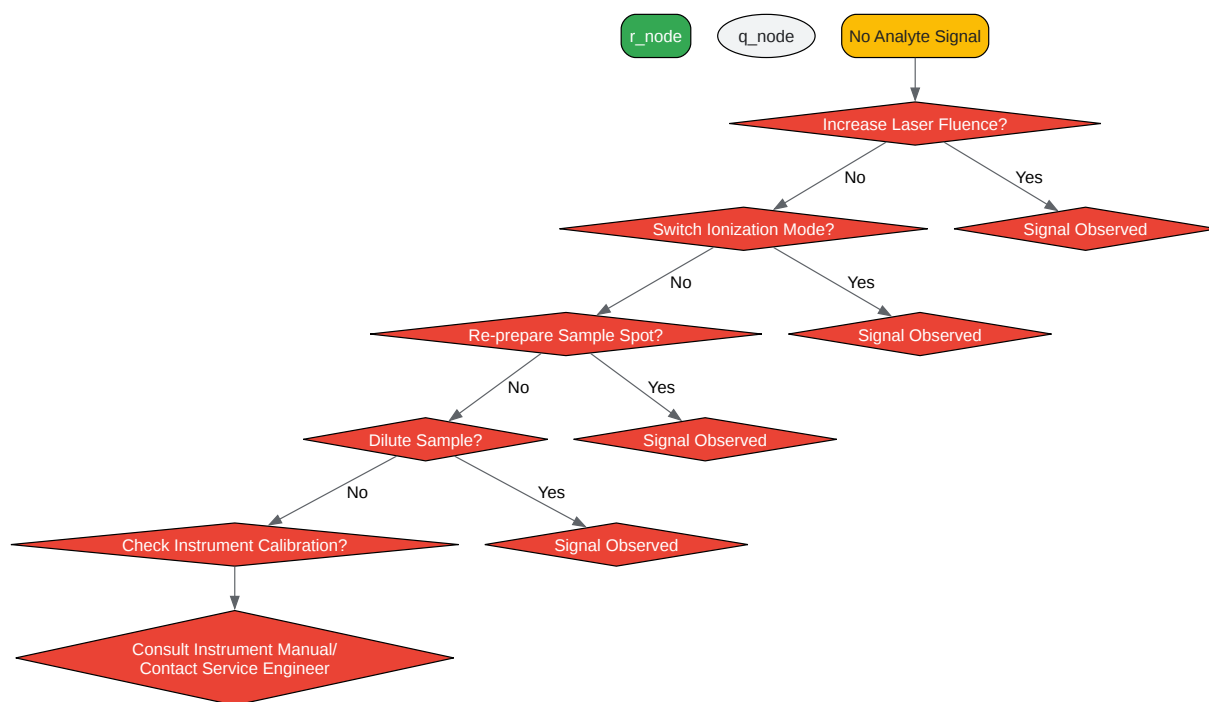 r_node
q_node
No Analyte Signal
Increase Laser Fluence?
No
Yes
Switch Ionization Mode?
Signal Observed
No
Yes
Re-prepare Sample Spot?
Signal Observed
No
Yes
Dilute Sample?
Signal Observed
No
Yes
Check Instrument Calibration?
Signal Observed
Consult Instrument Manual/
Contact Service Engineer